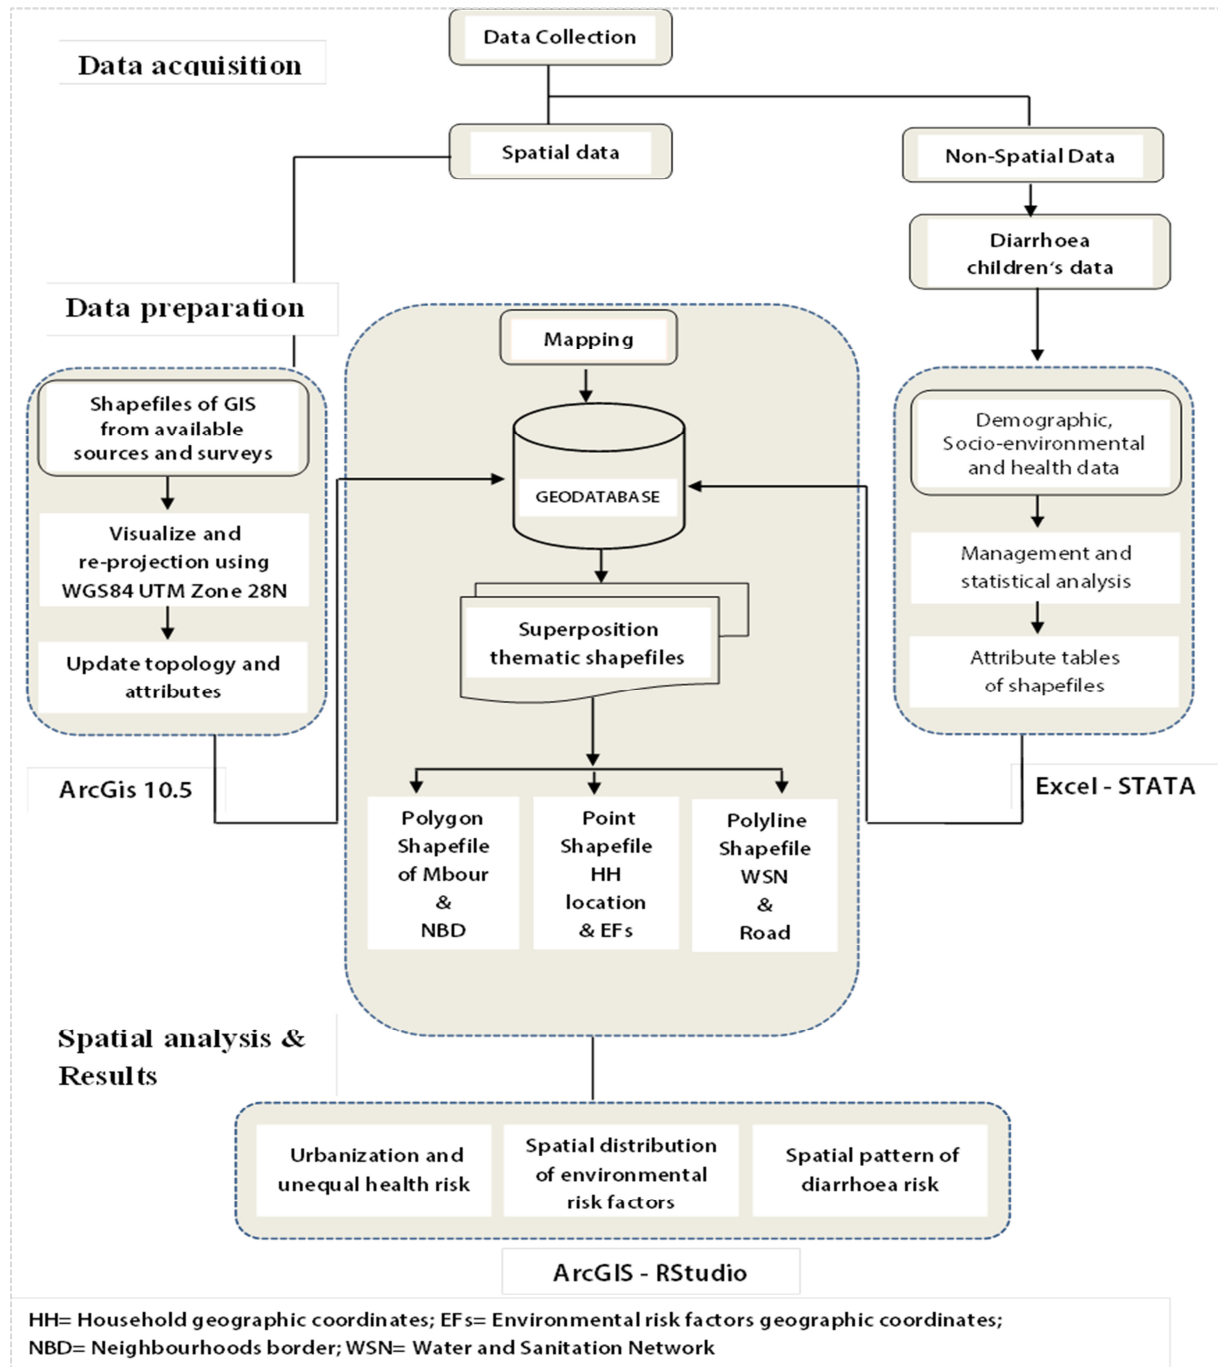 Data Collection
Data acquisition
Spatial data
Non-Spatial Data
Diarrhoea
children's data
Data preparation
Mapping
Shapefiles of GIS
from available
sources and surveys
Visualize and
re-projection using
WGS84 UTM Zone 28N
Update topology and
attributes
ArcGis 10.5
GEODATABASE
Superposition
thematic shapefiles
Polygon
Shapefile
of Mbour
&
NBD
Point
Shapefile
HH
location
& EFs
Polyline
Shapefile
WSN
&
Road
Demographic,
Socio-environmental
and health data
Management and
statistical analysis
Attribute tables
of shapefiles
Excel - STATA
Spatial analysis &
Results
Urbanization and
unequal health risk
Spatial distribution
of environmental
risk factors
Spatial pattern of
diarrhoea risk
ArcGIS - RStudio
HH= Household geographic coordinates; EFs= Environmental risk factors geographic coordinates;
NBD= Neighbourhoods border; WSN= Water and Sanitation Network